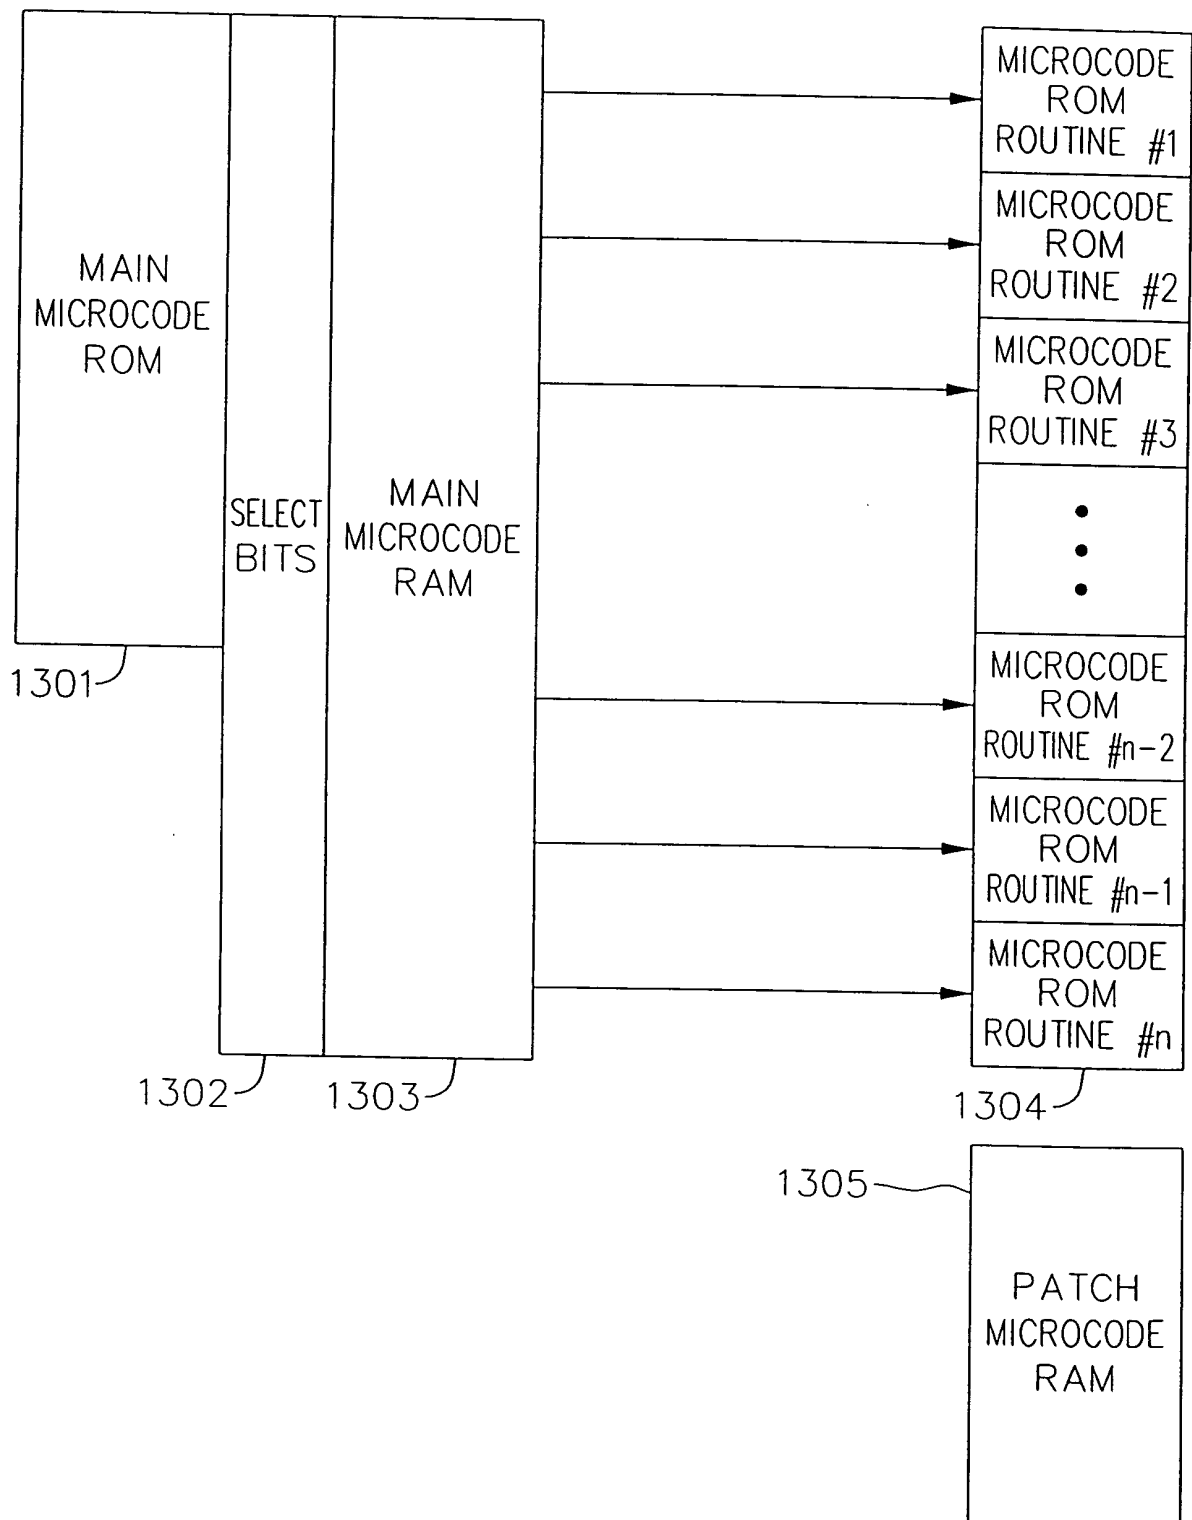 MAIN
MICROCODE
ROM
1301
SELECT
BITS
1302
MAIN
MICROCODE
RAM
1303
MICROCODE
ROM
ROUTINE #1
MICROCODE
ROM
ROUTINE #2
MICROCODE
ROM
ROUTINE #3
MICROCODE
ROM
ROUTINE #n-2
MICROCODE
ROM
ROUTINE #n-1
MICROCODE
ROM
ROUTINE #n
1304
1305
PATCH
MICROCODE
RAM